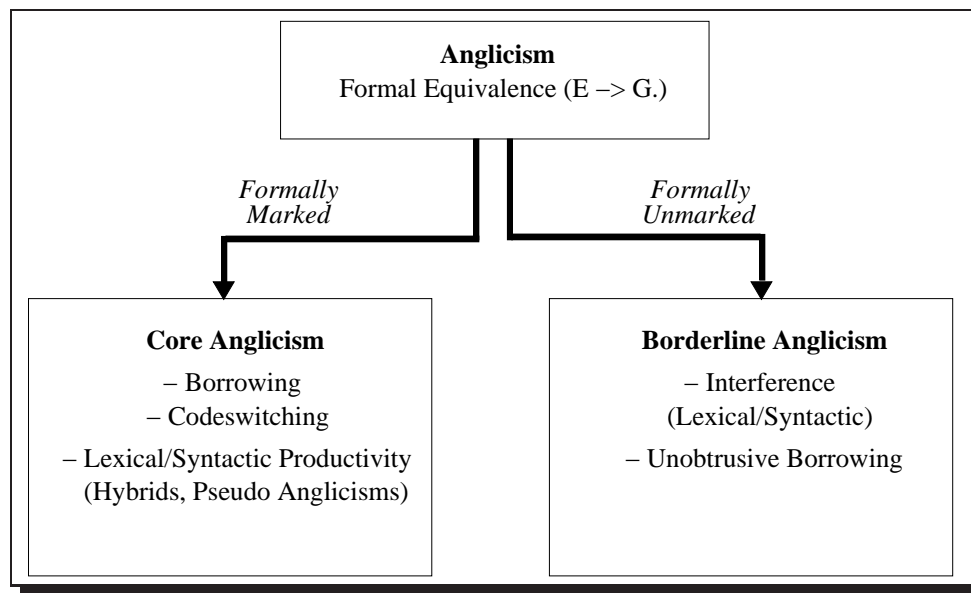 Anglicism
Formal Equivalence (E −> G.)
Formally
Marked
Formally
Unmarked
Core Anglicism
− Borrowing
− Codeswitching
− Lexical/Syntactic Productivity
(Hybrids, Pseudo Anglicisms)
Borderline Anglicism
− Interference
(Lexical/Syntactic)
− Unobtrusive Borrowing